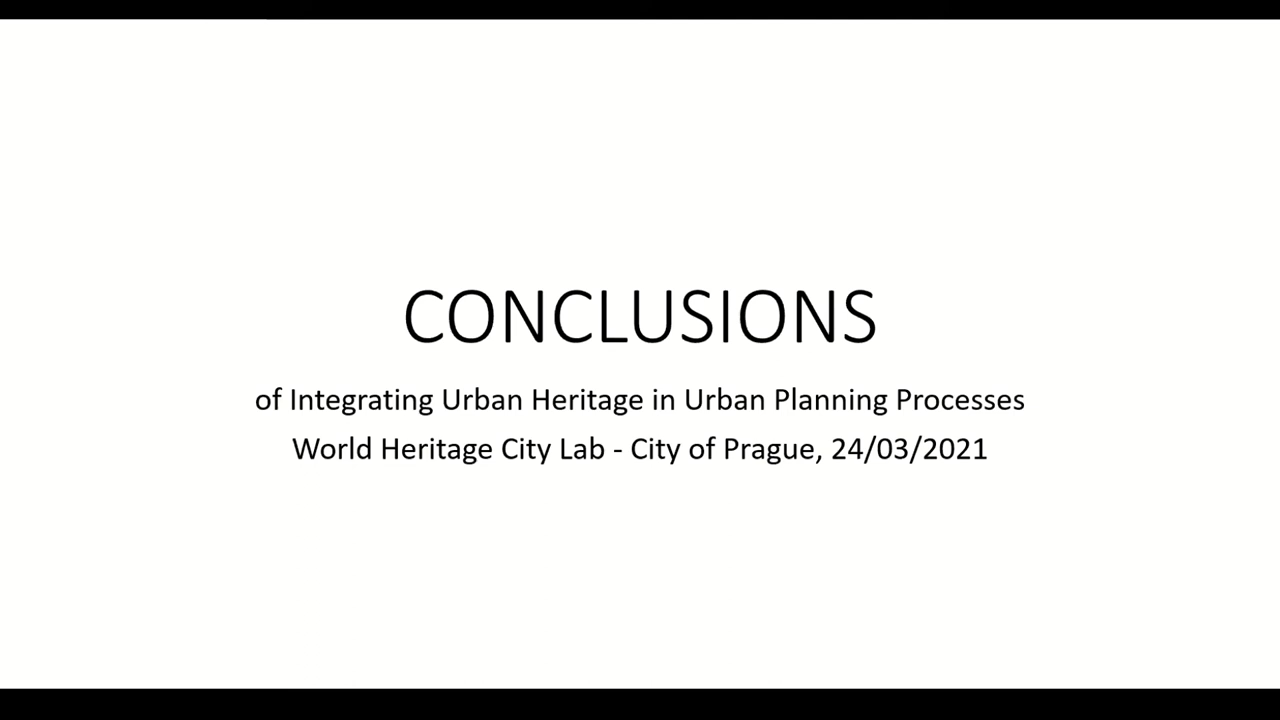 CONCLUSIONS
of Integrating Urban Heritage in Urban Planning Processes
World Heritage City Lab - City of Prague, 24/03/2021